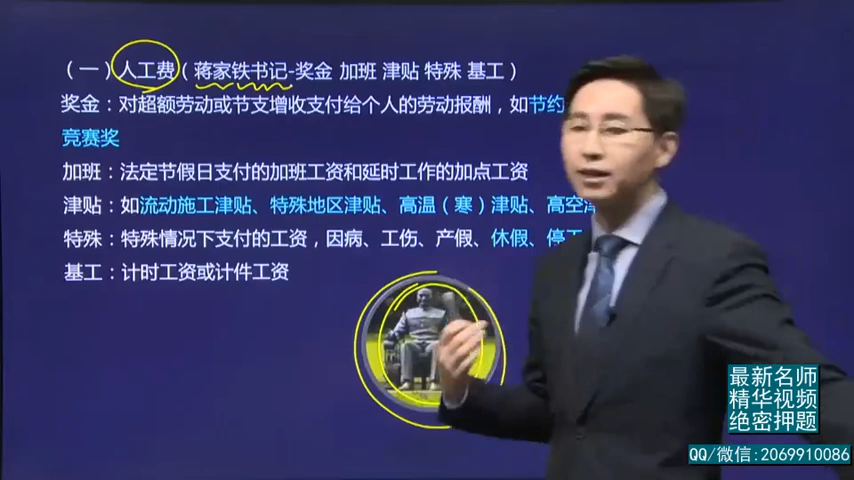 （一）人工费（蒋家铁书记-奖金 加班 津贴 特殊 基工）
奖金：对超额劳动或节支增收支付给个人的劳动报酬，如节约
竞赛奖
加班：法定节假日支付的加班工资和延时工作的加点工资
津贴：如流动施工津贴、特殊地区津贴、高温（寒）津贴、高空津
特殊：特殊情况下支付的工资，因病、工伤、产假、休假、停工
基工：计时工资或计件工资
最新名师
精华视频
绝密押题
QQ/微信:2069910086